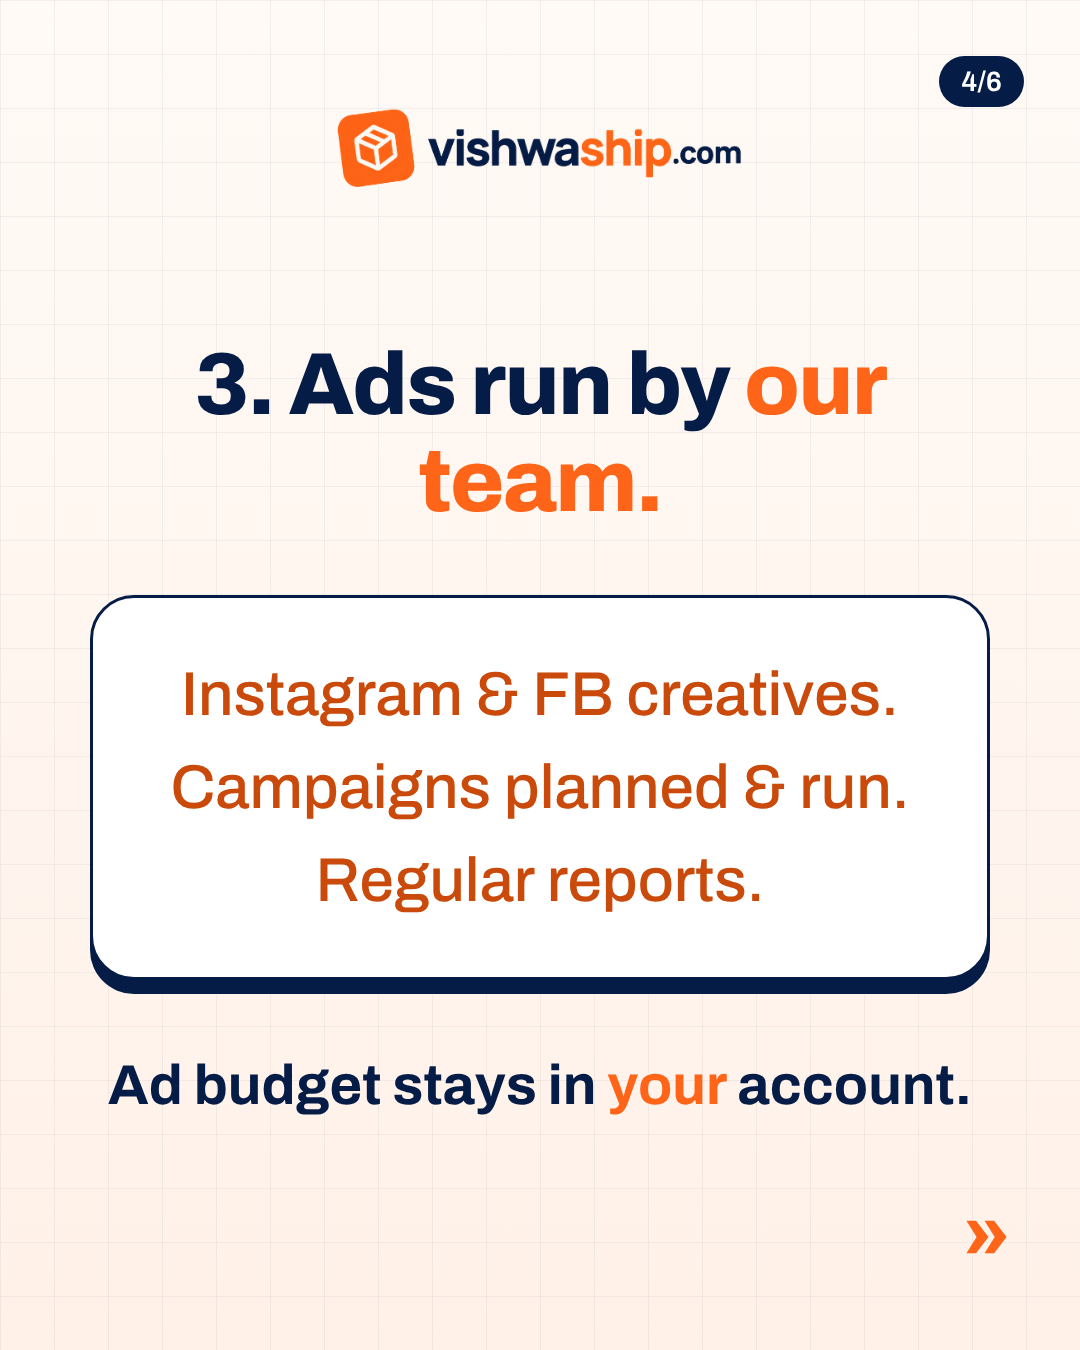 4/6
vishwaship.com
3. Ads run by our
team.
Instagram & FB creatives.
Campaigns planned & run.
Regular reports.
Ad budget stays in your account.
»